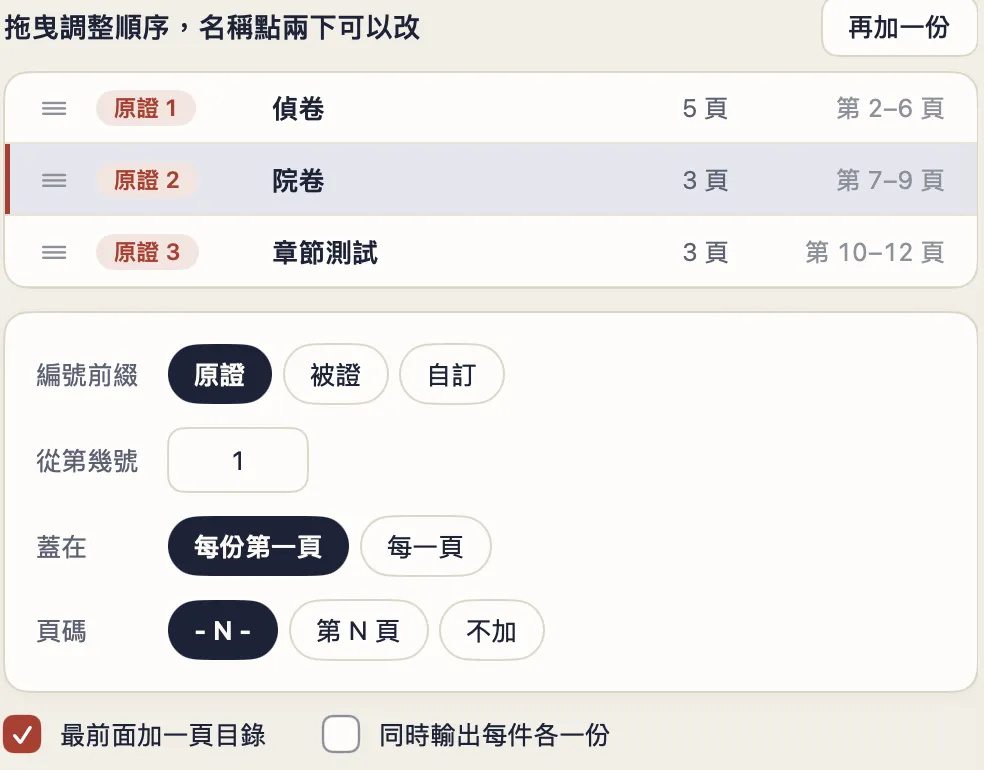 拖曳調整順序，名稱點兩下可以改 再加一份
原證 1 偵卷 5 頁 第 2–6 頁
原證 2 院卷 3 頁 第 7–9 頁
原證 3 章節測試 3 頁 第 10–12 頁
編號前綴 原證 被證 自訂
從第幾號 1
蓋在 每份第一頁 每一頁
頁碼 - N - 第 N 頁 不加
最前面加一頁目錄 同時輸出每件各一份